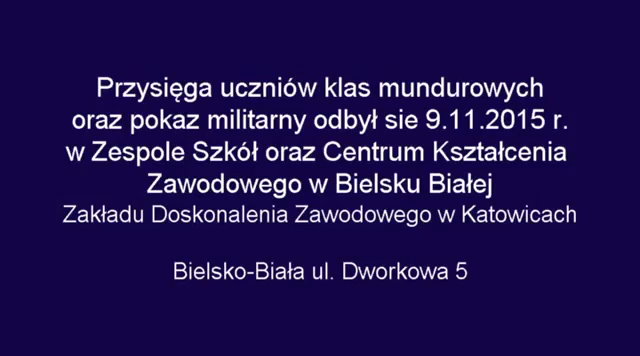 Przysięga uczniów klas mundurowych
oraz pokaz militarny odbył sie 9.11.2015 r.
w Zespole Szkół oraz Centrum Kształcenia
Zawodowego w Bielsku Białej
Zakładu Doskonalenia Zawodowego w Katowicach
Bielsko-Biała ul. Dworkowa 5